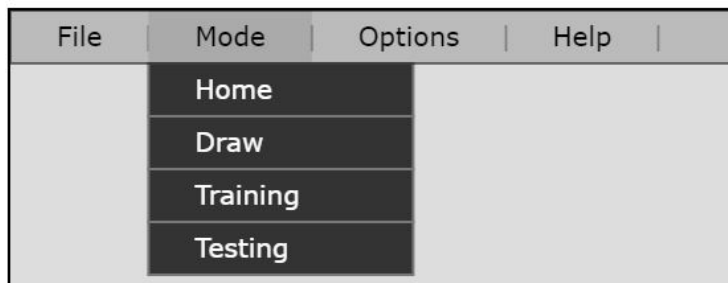 File | Mode | Options | Help |
Home
Draw
Training
Testing